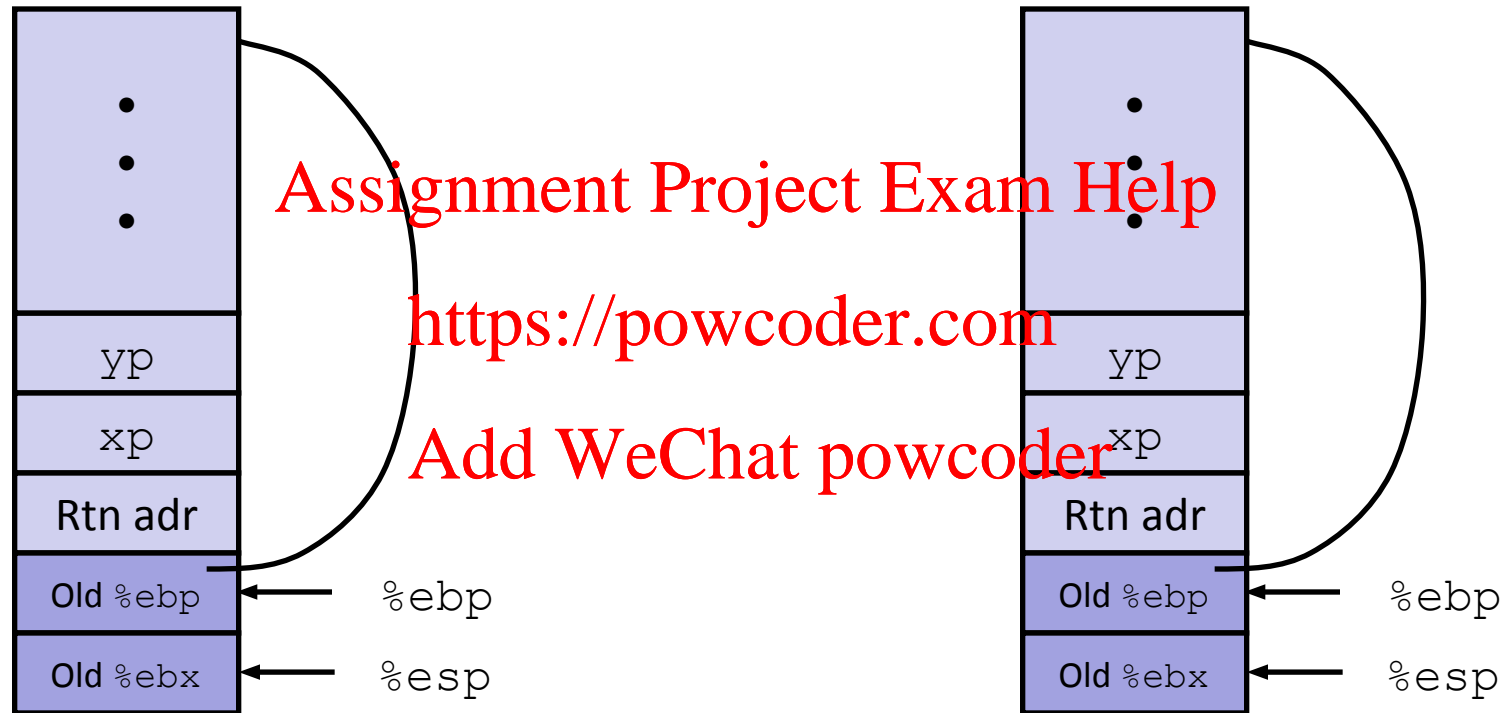 Assignment Project Exam Help
https://powcoder.com
Add WeChat powcoder
yp
xp
Rtn adr
Old %ebp
%ebp
Old %ebx
%esp
yp
xp
Rtn adr
Old %ebp
%ebp
Old %ebx
%esp